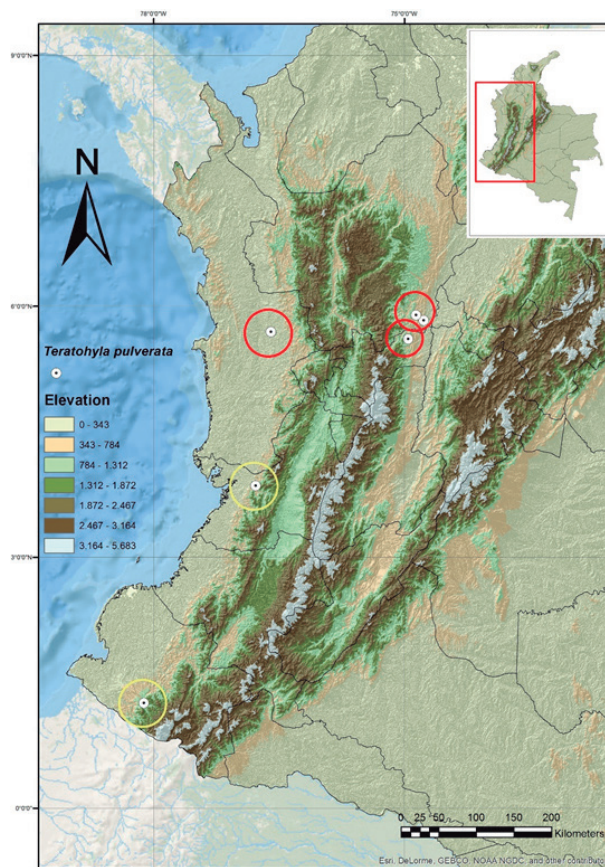 78°0'0"W
75°0'0"W
9°0'0"N
N
6°0'0"N
Teratohyla pulverata
Elevation
0 - 343
343 - 784
784 - 1.312
1.312 - 1.872
1.872 - 2.467
2.467 - 3.164
3.164 - 5.683
3°0'0"N
0°0'0"
0 25 50 100 150 200
Kilometers
Esri, DeLorme, GEBCO, NOAA NGDC, and other contributo